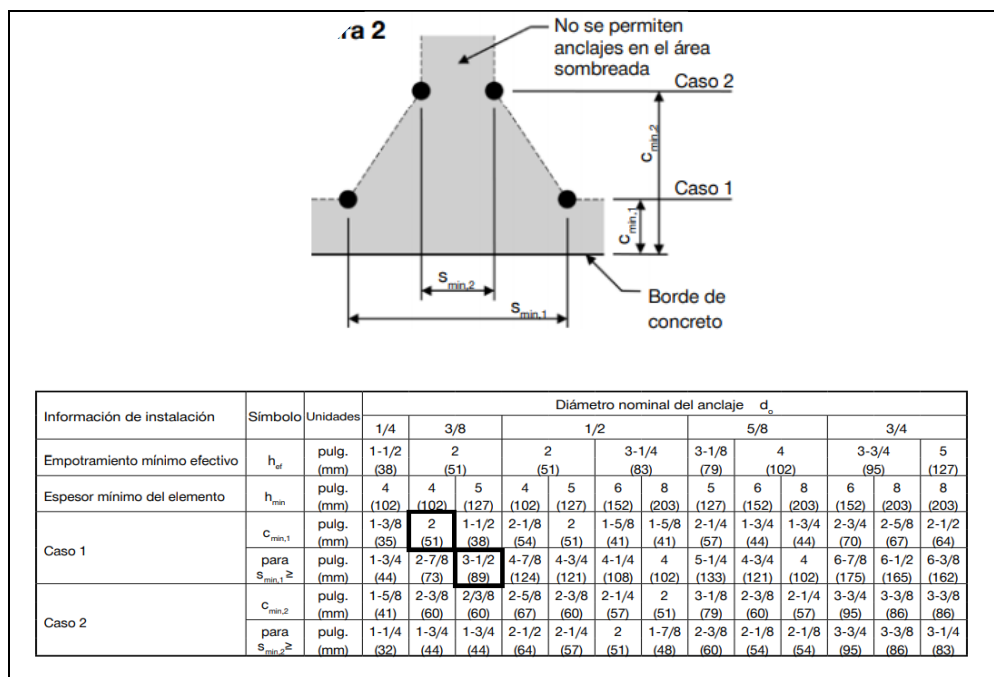 ra 2
No se permiten
anclajes en el área
sombreada
Caso 2
c min,2
Caso 1
c min,1
s min,2
s min,1
Borde de
concreto
Información de instalación Símbolo Unidades Diámetro nominal del anclaje d o
1/4 3/8 1/2 5/8 3/4
Empotramiento mínimo efectivo h ef pulg. 1-1/2 2 2 3-1/4 3-1/8 4 3-3/4 5
(mm) (38) (51) (51) (83) (79) (102) (95) (127)
Espesor mínimo del elemento h min pulg. 4 4 5 4 5 6 8 5 6 8 6 8 8
(mm) (102) (102) (127) (102) (127) (152) (203) (127) (152) (203) (152) (203) (203)
Caso 1 c min,1 pulg. 1-3/8 2 1-1/2 2-1/8 2 1-5/8 1-5/8 2-1/4 1-3/4 1-3/4 2-3/4 2-5/8 2-1/2
(mm) (35) (51) (38) (54) (51) (41) (41) (57) (44) (44) (70) (67) (64)
para pulg. 1-3/4 2-7/8 3-1/2 4-7/8 4-3/4 4-1/4 4 5-1/4 4-3/4 4 6-7/8 6-1/2 6-3/8
s min,1 ≥ (mm) (44) (73) (89) (124) (121) (108) (102) (133) (121) (102) (175) (165) (162)
Caso 2 c min,2 pulg. 1-5/8 2-3/8 2/3/8 2-5/8 2-3/8 2-1/4 2 3-1/8 2-3/8 2-1/4 3-3/4 3-3/8 3-3/8
(mm) (41) (60) (60) (67) (60) (57) (51) (79) (60) (57) (95) (86) (86)
para pulg. 1-1/4 1-3/4 1-3/4 2-1/2 2-1/4 2 1-7/8 2-3/8 2-1/8 2-1/8 3-3/4 3-3/8 3-1/4
s min,2 ≥ (mm) (32) (44) (44) (64) (57) (51) (48) (60) (54) (54) (95) (86) (83)